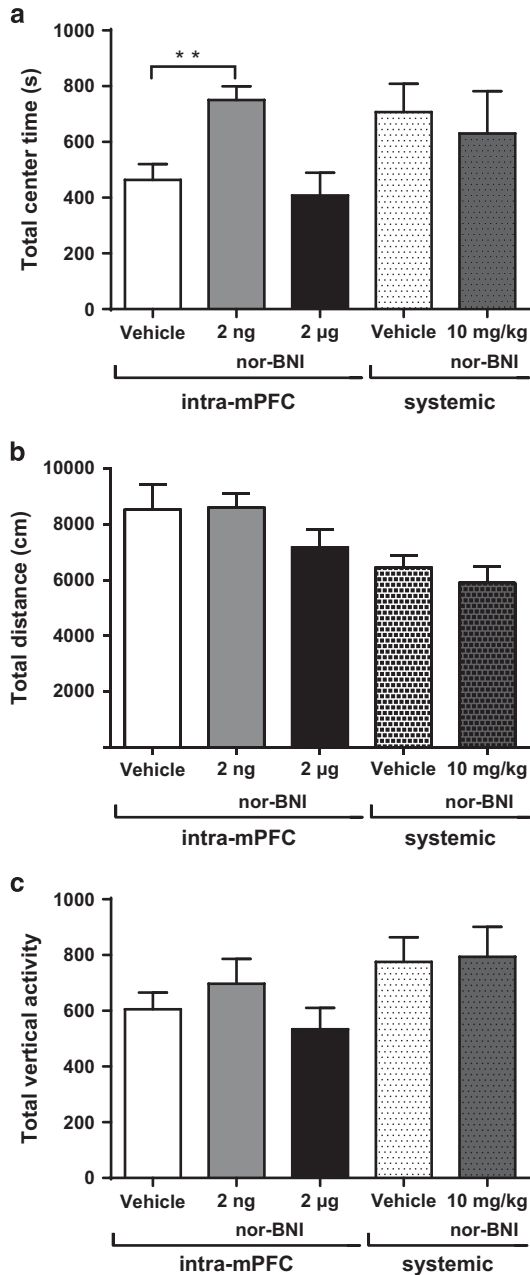 a
Total center time (s)
1000
800
600
400
200
0
* *
Vehicle 2 ng 2 µg Vehicle 10 mg/kg
nor-BNI nor-BNI
intra-mPFC systemic
b
Total distance (cm)
10000
8000
6000
4000
2000
Vehicle 2 ng 2 µg Vehicle 10 mg/kg
nor-BNI nor-BNI
intra-mPFC systemic
c
Total vertical activity
1000
800
600
400
200
0
Vehicle 2 ng 2 µg Vehicle 10 mg/kg
nor-BNI nor-BNI
intra-mPFC systemic